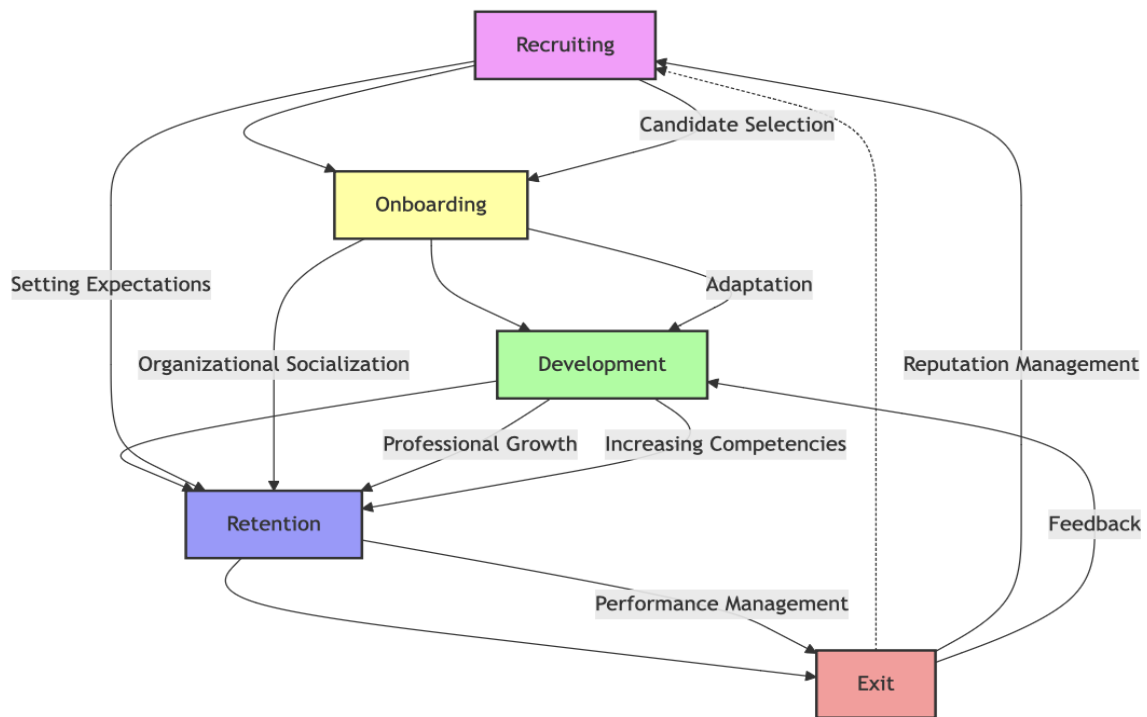 Recruiting
Candidate Selection
Onboarding
Setting Expectations
Adaptation
Organizational Socialization
Development
Reputation Management
Professional Growth
Increasing Competencies
Retention
Feedback
Performance Management
Exit